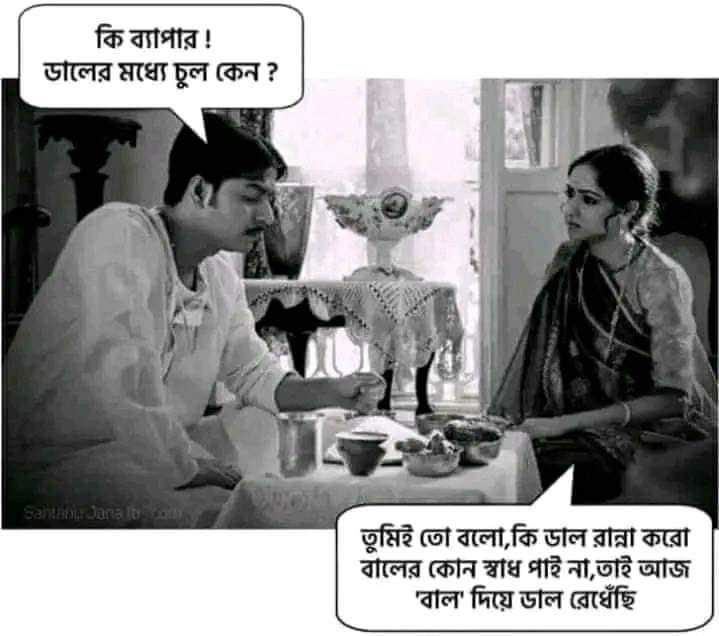 কি ব্যাপার !
ডালের মধ্যে চুল কেন ?
তুমিই তো বলো,কি ডাল রান্না করো
বালের কোন স্বাধ পাই না,তাই আজ
'বাল' দিয়ে ডাল রেধেঁছি